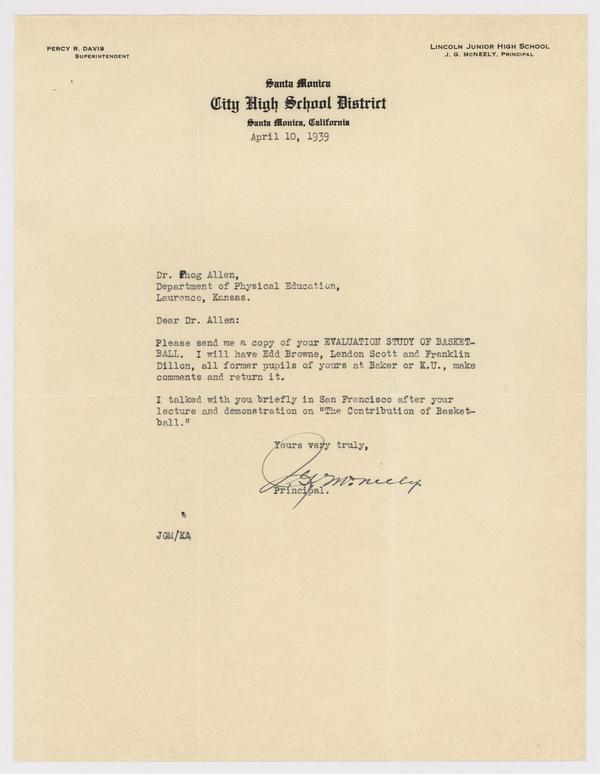 PERCY R. DAVIS
SUPERINTENDENT
LINCOLN JUNIOR HIGH SCHOOL
J. G. MCNEELY, PRINCIPAL
Santa Monica
City High School District
Santa Monica, California
April 10, 1939
Dr. Phog Allen,
Department of Physical Education,
Laurence, Kansas.
Dear Dr. Allen:
Please send me a copy of your EVALUATION STUDY OF BASKET-
BALL. I will have Edd Browne, Lendon Scott and Franklin
Dillon, all former pupils of yours at Baker or K.U., make
comments and return it.
I talked with you briefly in San Francisco after your
lecture and demonstration on "The Contribution of Basket-
ball."
Yours very truly,
J. G. McNeely
Principal.
JGM/KA